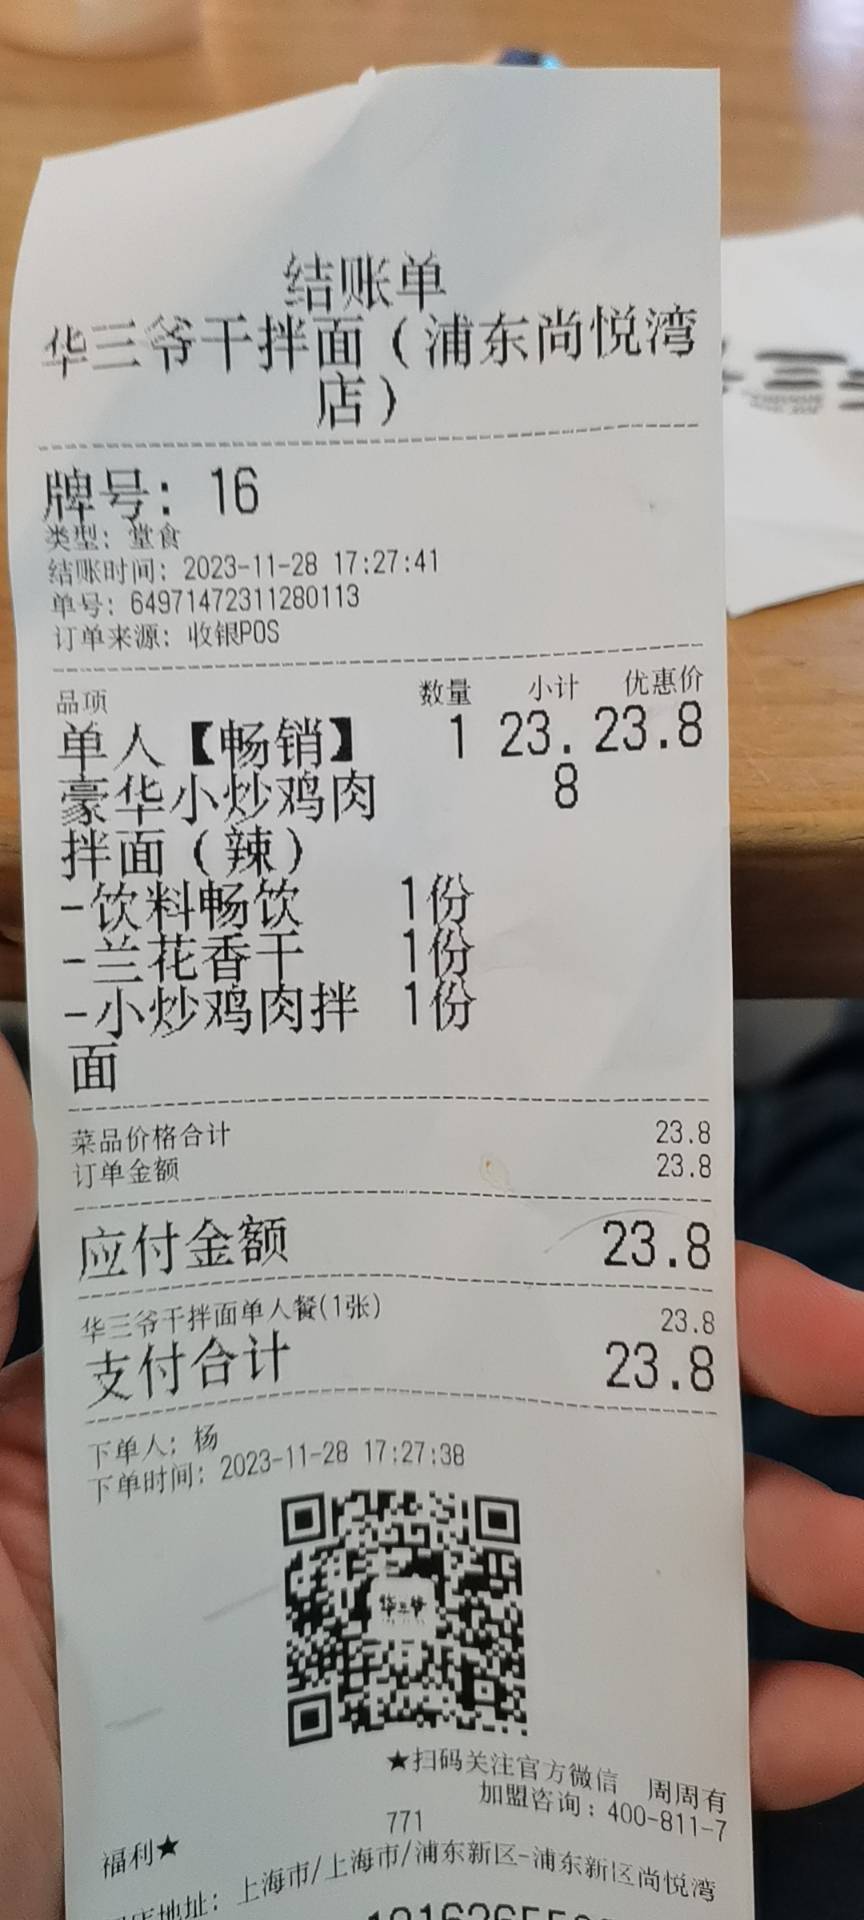 结账单
华三爷干拌面（浦东尚悦湾
店）
牌号：16
类型：堂食
结账时间：2023-11-28 17:27:41
单号：64971472311280113
订单来源：收银POS
品项 数量 小计 优惠价
单人【畅销】 1 23. 23.8
豪华小炒鸡肉 8
拌面（辣）
-饮料畅饮 1份
-兰花香干 1份
-小炒鸡肉拌 1份
面
菜品价格合计 23.8
订单金额 23.8
应付金额 23.8
华三爷干拌面单人餐(1张) 23.8
支付合计 23.8
下单人：杨
下单时间：2023-11-28 17:27:38
华三爷
★扫码关注官方微信 周周有
加盟咨询：400-811-7
771
福利★
店地址：上海市/上海市/浦东新区-浦东新区尚悦湾